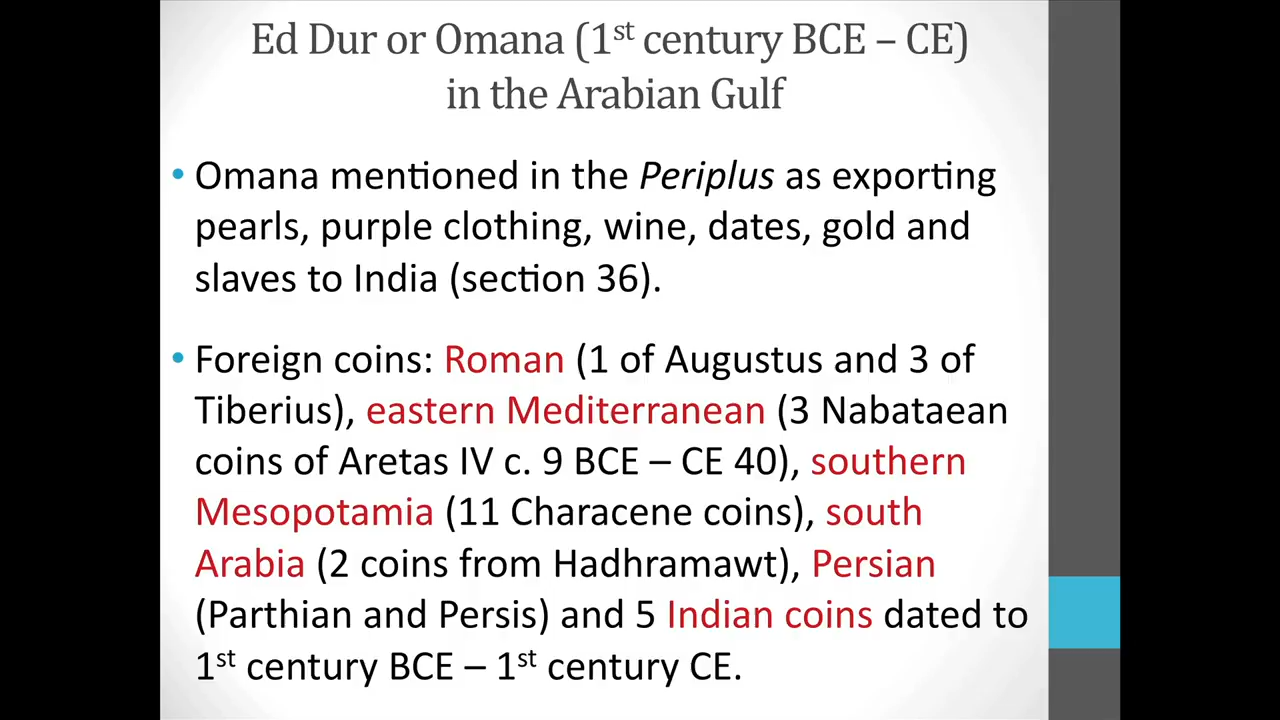 Ed Dur or Omana (1st century BCE – CE)
in the Arabian Gulf
• Omana mentioned in the Periplus as exporting
pearls, purple clothing, wine, dates, gold and
slaves to India (section 36).
• Foreign coins: Roman (1 of Augustus and 3 of
Tiberius), eastern Mediterranean (3 Nabataean
coins of Aretas IV c. 9 BCE – CE 40), southern
Mesopotamia (11 Characene coins), south
Arabia (2 coins from Hadhramawt), Persian
(Parthian and Persis) and 5 Indian coins dated to
1st century BCE – 1st century CE.